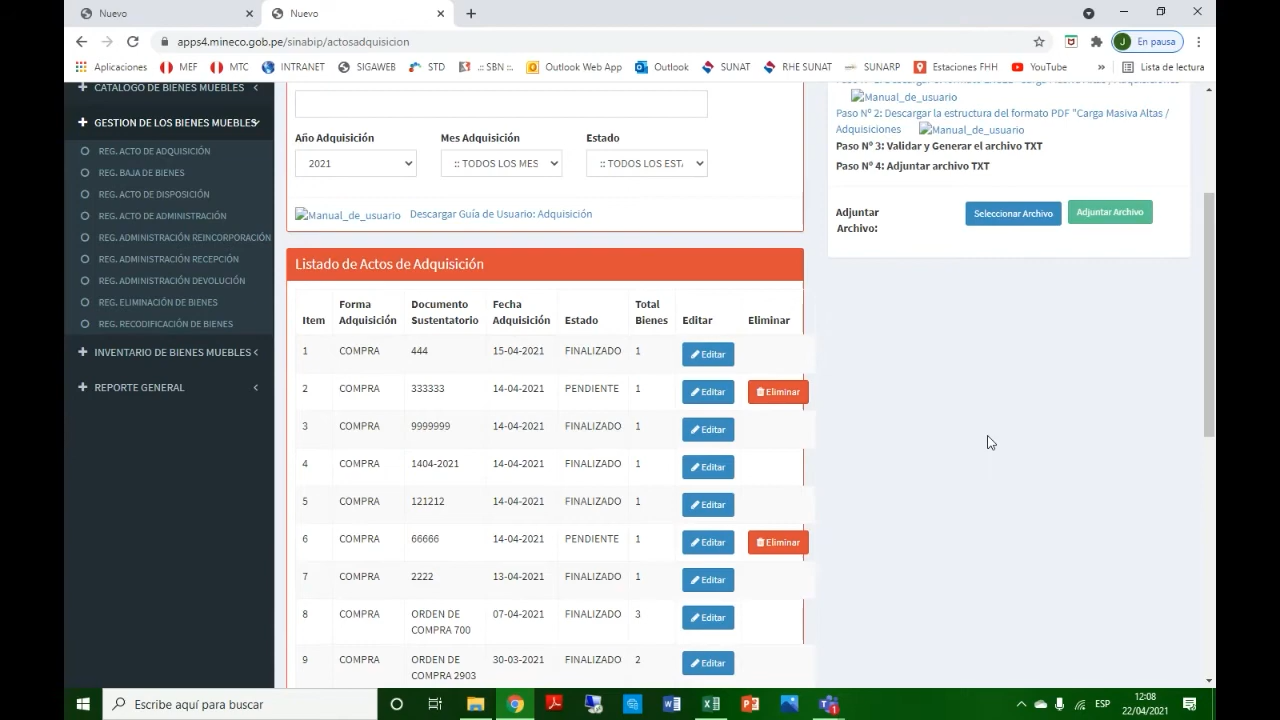 Nuevo
Nuevo
apps4.mineco.gob.pe/sinabip/actosadquisicion
J En pausa
Aplicaciones MEF MTC INTRANET SIGAWEB STD .:: SBN ::. Outlook Web App Outlook SUNAT RHE SUNAT SUNARP Estaciones FHH YouTube » Lista de lectura
CATALOGO DE BIENES MUEBLES
GESTION DE LOS BIENES MUEBLES
REG. ACTO DE ADQUISICIÓN
REG. BAJA DE BIENES
REG. ACTO DE DISPOSICIÓN
REG. ACTO DE ADMINISTRACIÓN
REG. ADMINISTRACIÓN REINCORPORACIÓN
REG. ADMINISTRACIÓN RECEPCIÓN
REG. ADMINISTRACIÓN DEVOLUCIÓN
REG. ELIMINACIÓN DE BIENES
REG. RECODIFICACIÓN DE BIENES
INVENTARIO DE BIENES MUEBLES
REPORTE GENERAL
Año Adquisición Mes Adquisición Estado
2021 :: TODOS LOS MES :: TODOS LOS EST
Manual_de_usuario Descargar Guía de Usuario: Adquisición
Listado de Actos de Adquisición
Item Forma Adquisición Documento Sustentatorio Fecha Adquisición Estado Total Bienes Editar Eliminar
1 COMPRA 444 15-04-2021 FINALIZADO 1 Editar
2 COMPRA 333333 14-04-2021 PENDIENTE 1 Editar Eliminar
3 COMPRA 9999999 14-04-2021 FINALIZADO 1 Editar
4 COMPRA 1404-2021 14-04-2021 FINALIZADO 1 Editar
5 COMPRA 121212 14-04-2021 FINALIZADO 1 Editar
6 COMPRA 66666 14-04-2021 PENDIENTE 1 Editar Eliminar
7 COMPRA 2222 13-04-2021 FINALIZADO 1 Editar
8 COMPRA ORDEN DE COMPRA 700 07-04-2021 FINALIZADO 3 Editar
9 COMPRA ORDEN DE COMPRA 2903 30-03-2021 FINALIZADO 2 Editar
Manual_de_usuario
Paso Nº 2: Descargar la estructura del formato PDF "Carga Masiva Altas /
Adquisiciones Manual_de_usuario
Paso Nº 3: Validar y Generar el archivo TXT
Paso Nº 4: Adjuntar archivo TXT
Adjuntar
Archivo:
Seleccionar Archivo Adjuntar Archivo
Escribe aquí para buscar
ESP
12:08
22/04/2021